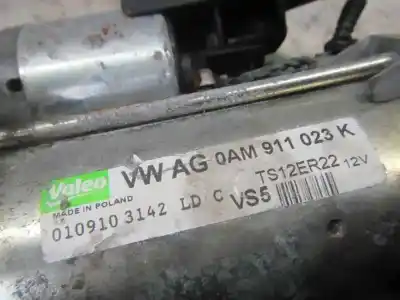 Valeo VW AG 0AM 911 023 K
MADE IN POLAND TS12ER22 12V
010910 3142 LD C VS5